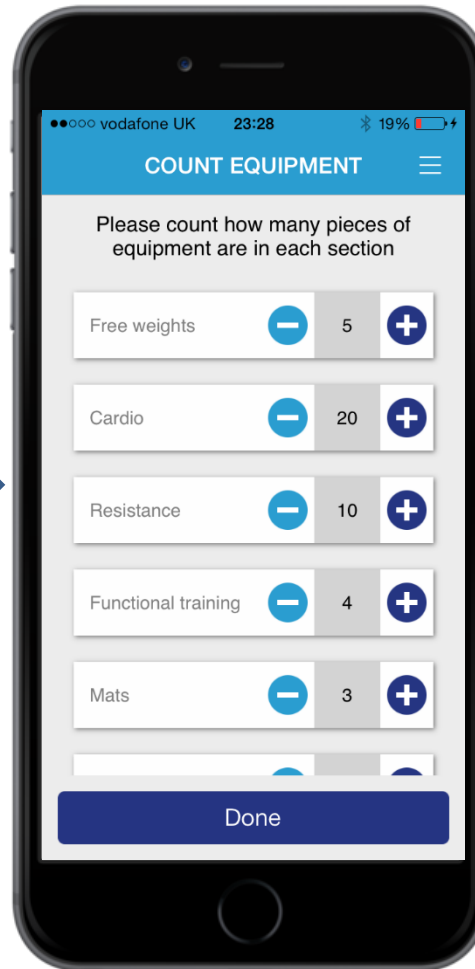 vodafone UK 23:28 19%
COUNT EQUIPMENT
Please count how many pieces of
equipment are in each section
Free weights 5
Cardio 20
Resistance 10
Functional training 4
Mats 3
Done